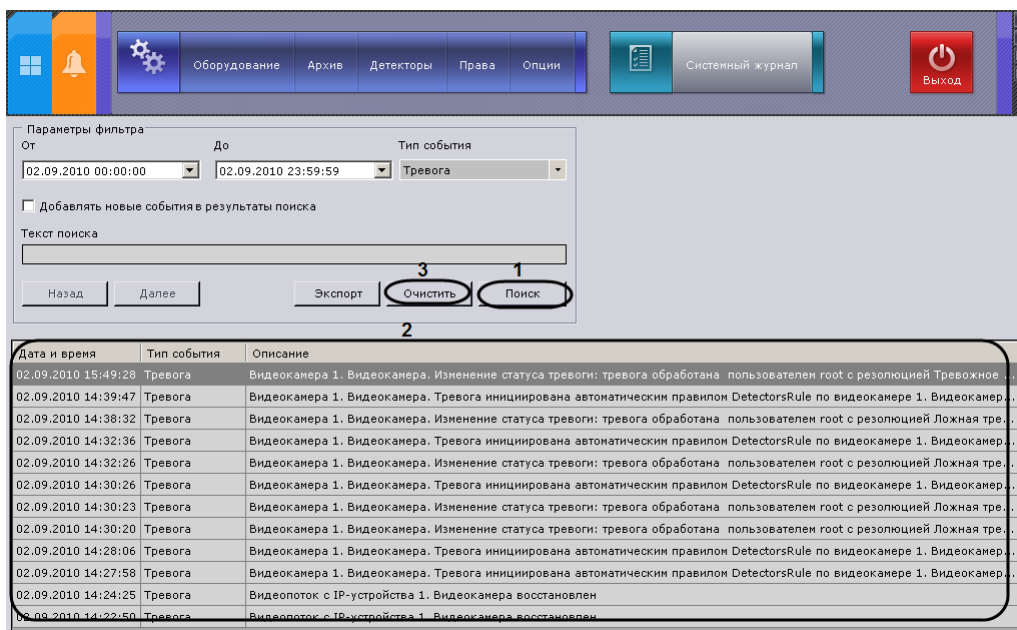 Оборудование Архив Детекторы Права Опции Системный журнал Выход
Параметры фильтра
От До Тип события
02.09.2010 00:00:00 02.09.2010 23:59:59 Тревога
Добавлять новые события в результаты поиска
Текст поиска
3 1
Назад Далее Экспорт Очистить Поиск
2
Дата и время Тип события Описание
02.09.2010 15:49:28 Тревога Видеокамера 1. Видеокамера. Изменение статуса тревоги: тревога обработана пользователем root с резолюцией Тревожное ...
02.09.2010 14:39:47 Тревога Видеокамера 1. Видеокамера. Тревога инициирована автоматическим правилом DetectorsRule по видеокамере 1. Видеокамер...
02.09.2010 14:38:32 Тревога Видеокамера 1. Видеокамера. Изменение статуса тревоги: тревога обработана пользователем root с резолюцией Ложная тре...
02.09.2010 14:32:36 Тревога Видеокамера 1. Видеокамера. Тревога инициирована автоматическим правилом DetectorsRule по видеокамере 1. Видеокамер...
02.09.2010 14:32:26 Тревога Видеокамера 1. Видеокамера. Изменение статуса тревоги: тревога обработана пользователем root с резолюцией Ложная тре...
02.09.2010 14:30:26 Тревога Видеокамера 1. Видеокамера. Тревога инициирована автоматическим правилом DetectorsRule по видеокамере 1. Видеокамер...
02.09.2010 14:30:23 Тревога Видеокамера 1. Видеокамера. Изменение статуса тревоги: тревога обработана пользователем root с резолюцией Ложная тре...
02.09.2010 14:30:20 Тревога Видеокамера 1. Видеокамера. Изменение статуса тревоги: тревога обработана пользователем root с резолюцией Ложная тре...
02.09.2010 14:28:06 Тревога Видеокамера 1. Видеокамера. Тревога инициирована автоматическим правилом DetectorsRule по видеокамере 1. Видеокамер...
02.09.2010 14:27:58 Тревога Видеокамера 1. Видеокамера. Тревога инициирована автоматическим правилом DetectorsRule по видеокамере 1. Видеокамер...
02.09.2010 14:24:25 Тревога Видеопоток с IP-устройства 1. Видеокамера восстановлен
02.09.2010 14:22:50 Тревога Видеопоток с IP-устройства 1. Видеокамера восстановлен